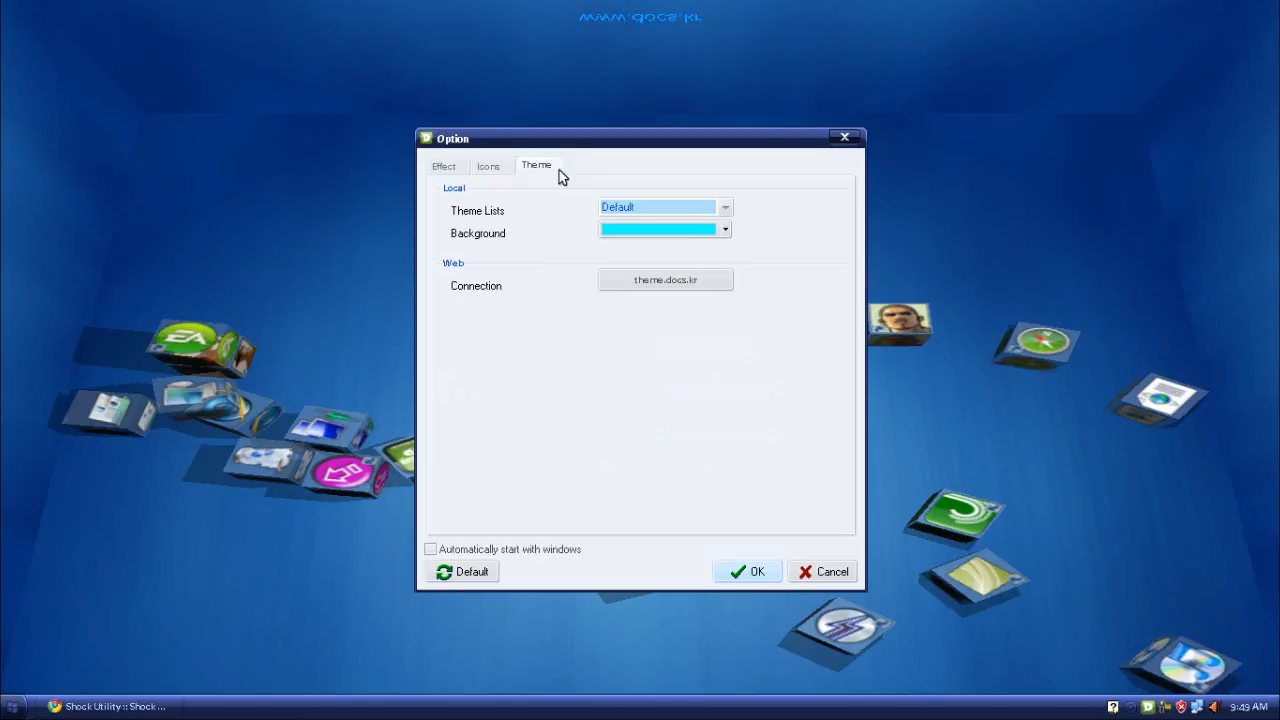 www.docs.kr
Option
Effect
Icons
Theme
Local
Theme Lists
Default
Background
Web
Connection
theme.docs.kr
Automatically start with windows
Default
OK
Cancel
EA
Shock Utility :: Shock ...
9:49 AM